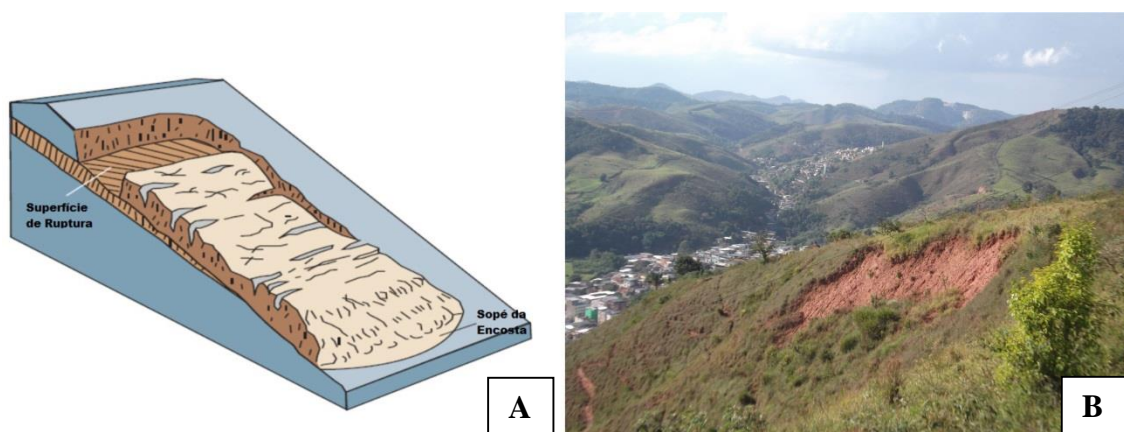 Superfície
de Ruptura
Sopé da
Encosta
A
B